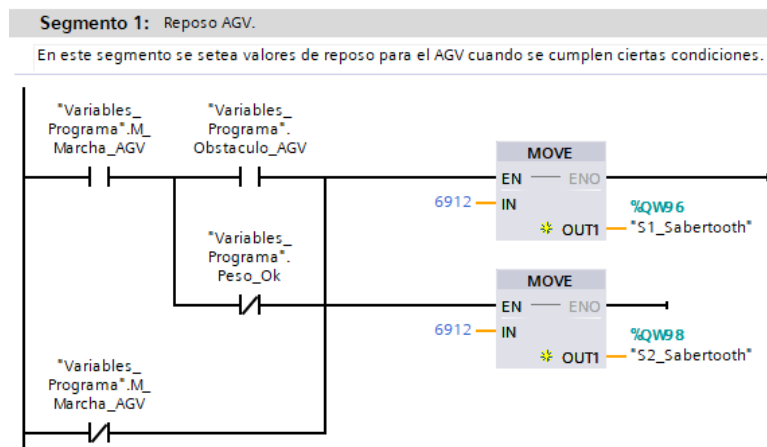 Segmento 1: Reposo AGV.
En este segmento se setea valores de reposo para el AGV cuando se cumplen ciertas condiciones.
"Variables_
Programa".M_
Marcha_AGV
"Variables_
Programa".
Obstaculo_AGV
MOVE
EN
ENO
6912
IN
OUT1
%QW96
"S1_Sabertooth"
"Variables_
Programa".
Peso_Ok
MOVE
EN
ENO
6912
IN
OUT1
%QW98
"S2_Sabertooth"
"Variables_
Programa".M_
Marcha_AGV